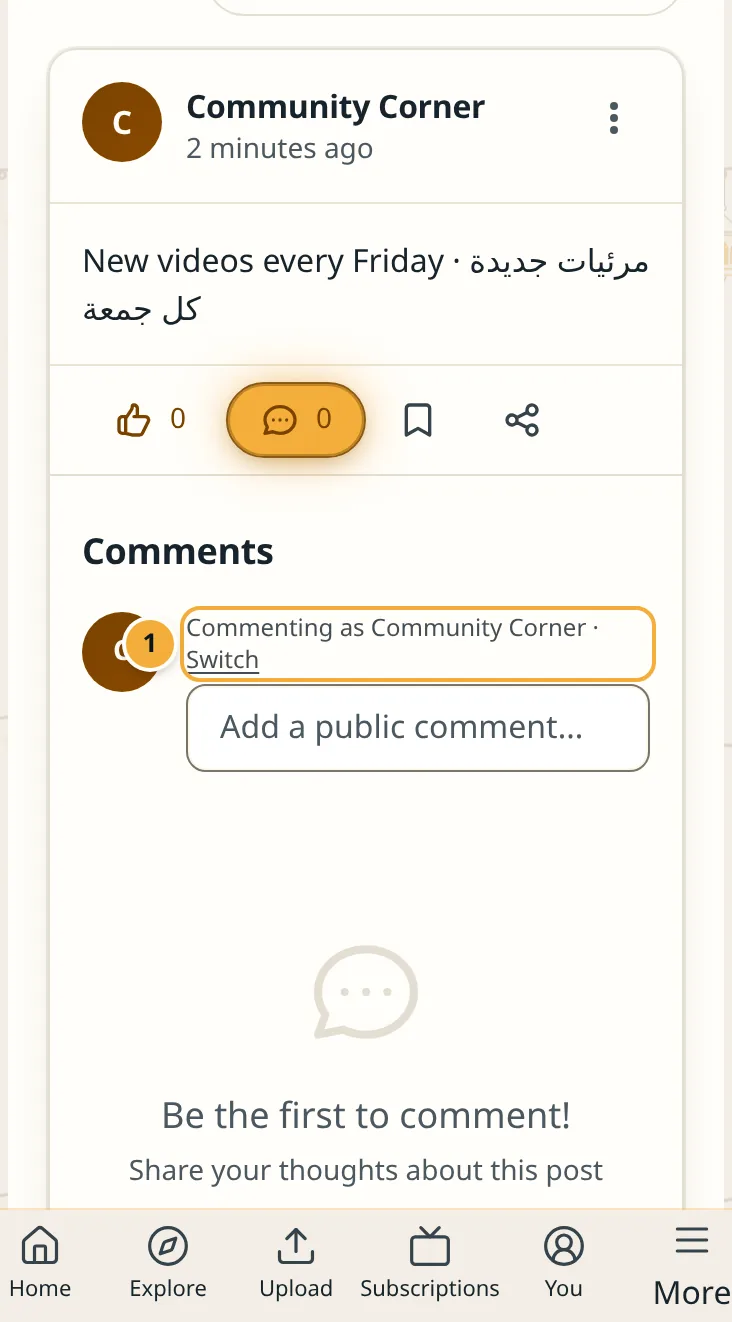 C
Community Corner
2 minutes ago
New videos every Friday · مرئيات جديدة
كل جمعة
0
0
Comments
1
Commenting as Community Corner ·
Switch
Add a public comment...
Be the first to comment!
Share your thoughts about this post
Home
Explore
Upload
Subscriptions
You
More